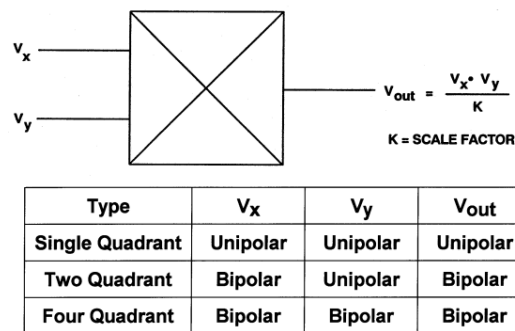 Vx
Vy
Vout = Vx • Vy / K
K = SCALE FACTOR
Type Vx Vy Vout
Single Quadrant Unipolar Unipolar Unipolar
Two Quadrant Bipolar Unipolar Bipolar
Four Quadrant Bipolar Bipolar Bipolar